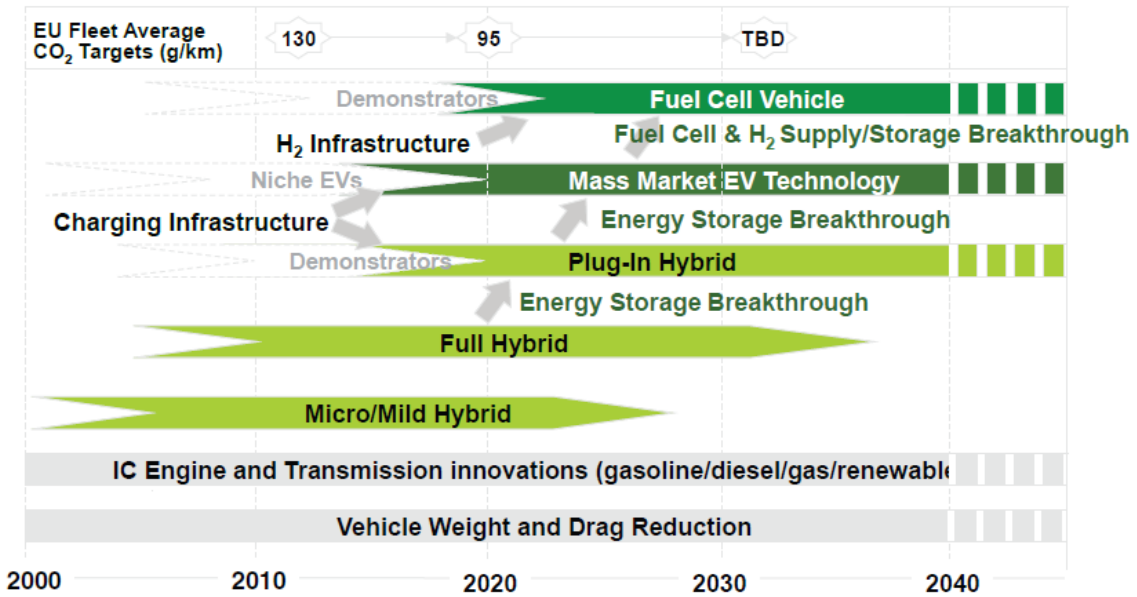 EU Fleet Average
CO₂ Targets (g/km)
130
95
TBD
Demonstrators
Fuel Cell Vehicle
H₂ Infrastructure
Fuel Cell & H₂ Supply/Storage Breakthrough
Niche EVs
Mass Market EV Technology
Charging Infrastructure
Energy Storage Breakthrough
Demonstrators
Plug-In Hybrid
Energy Storage Breakthrough
Full Hybrid
Micro/Mild Hybrid
IC Engine and Transmission innovations (gasoline/diesel/gas/renewable
Vehicle Weight and Drag Reduction
2000
2010
2020
2030
2040